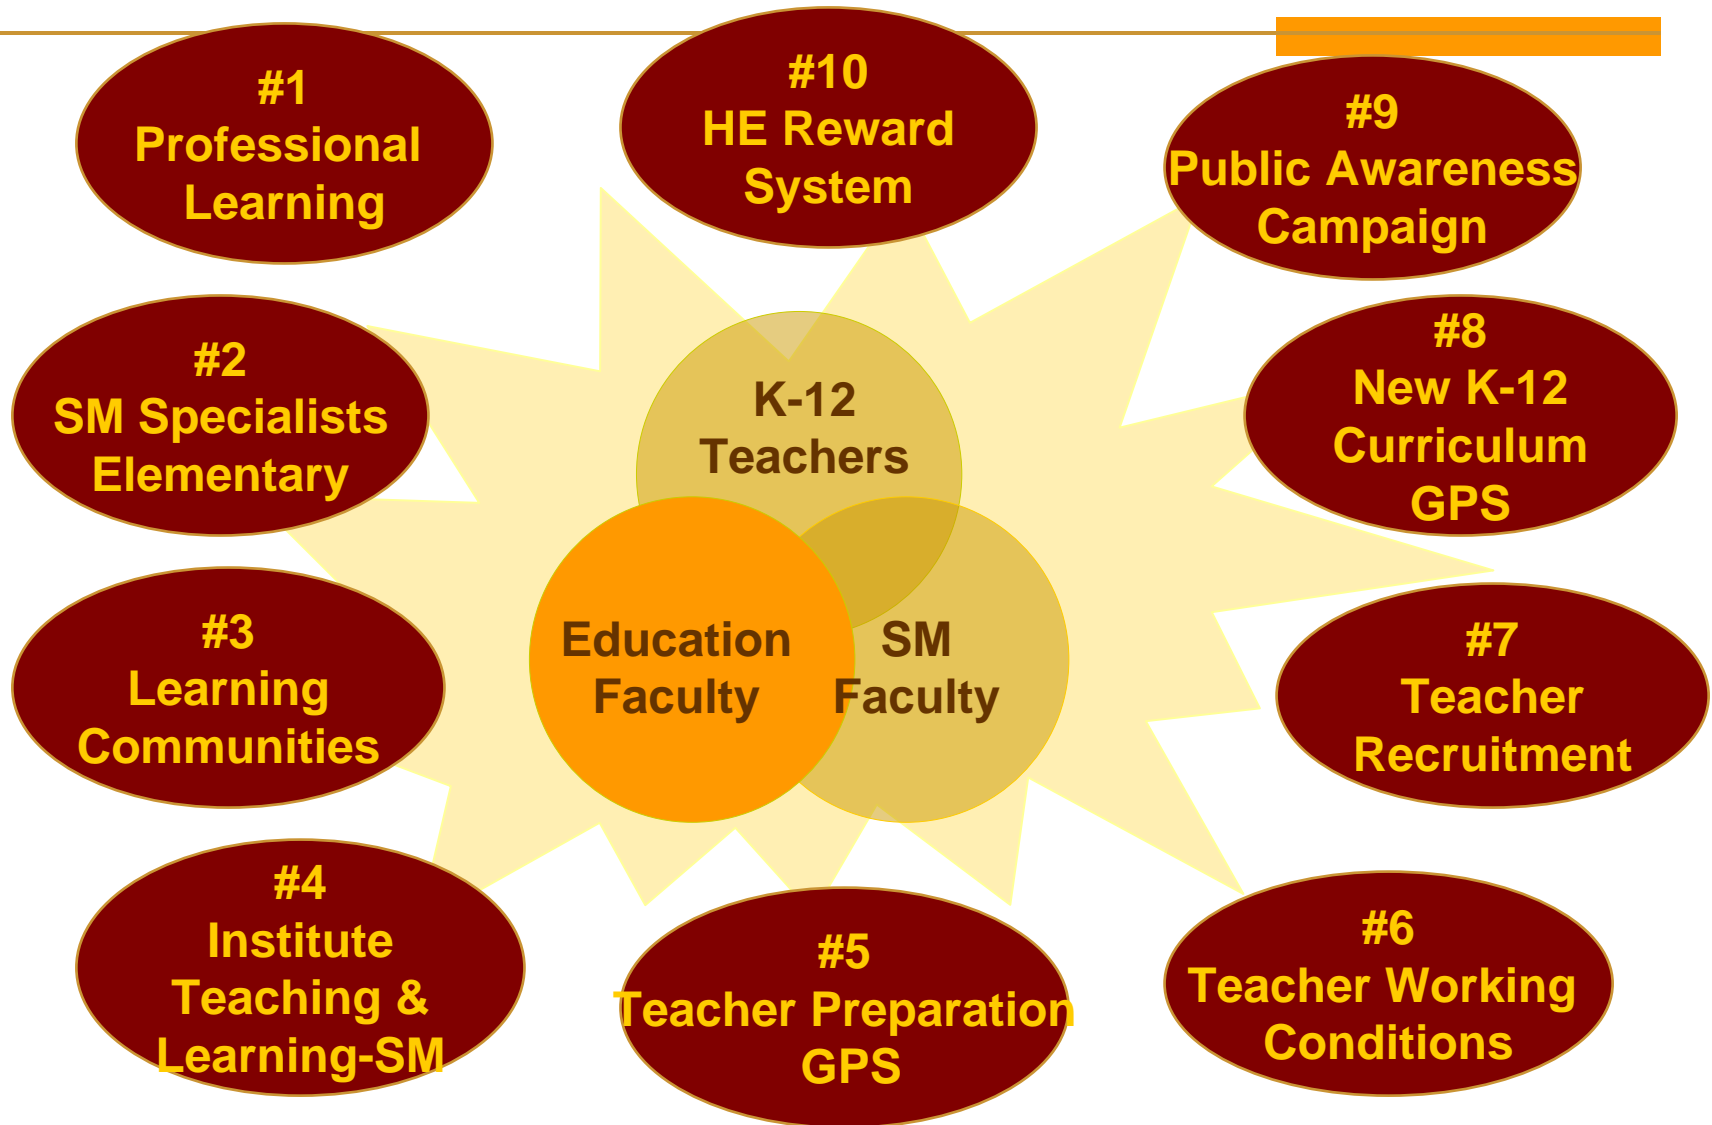 #1
Professional
Learning
#10
HE Reward
System
#9
Public Awareness
Campaign
#2
SM Specialists
Elementary
K-12
Teachers
#8
New K-12
Curriculum
GPS
#3
Learning
Communities
Education
Faculty
SM
Faculty
#7
Teacher
Recruitment
#4
Institute
Teaching &
Learning-SM
#5
Teacher Preparation
GPS
#6
Teacher Working
Conditions